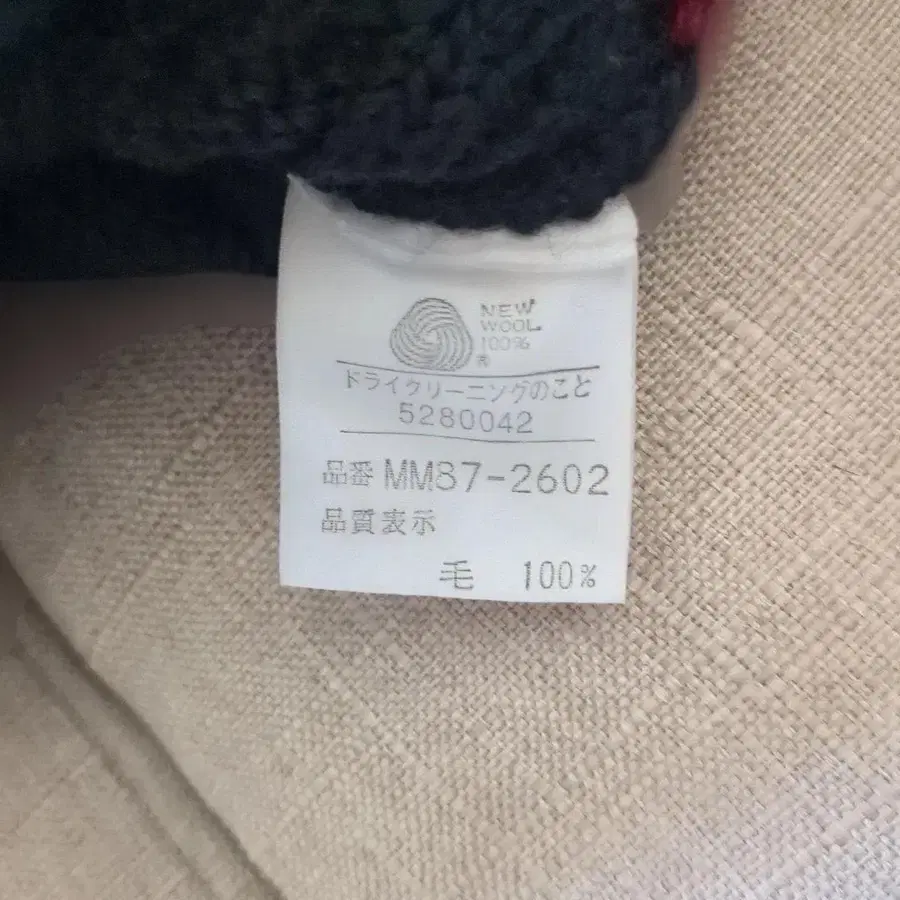 NEW
WOOL
100%
®
ドライクリーニングのこと
5280042
品番 MM87-2602
品質表示
毛 100%